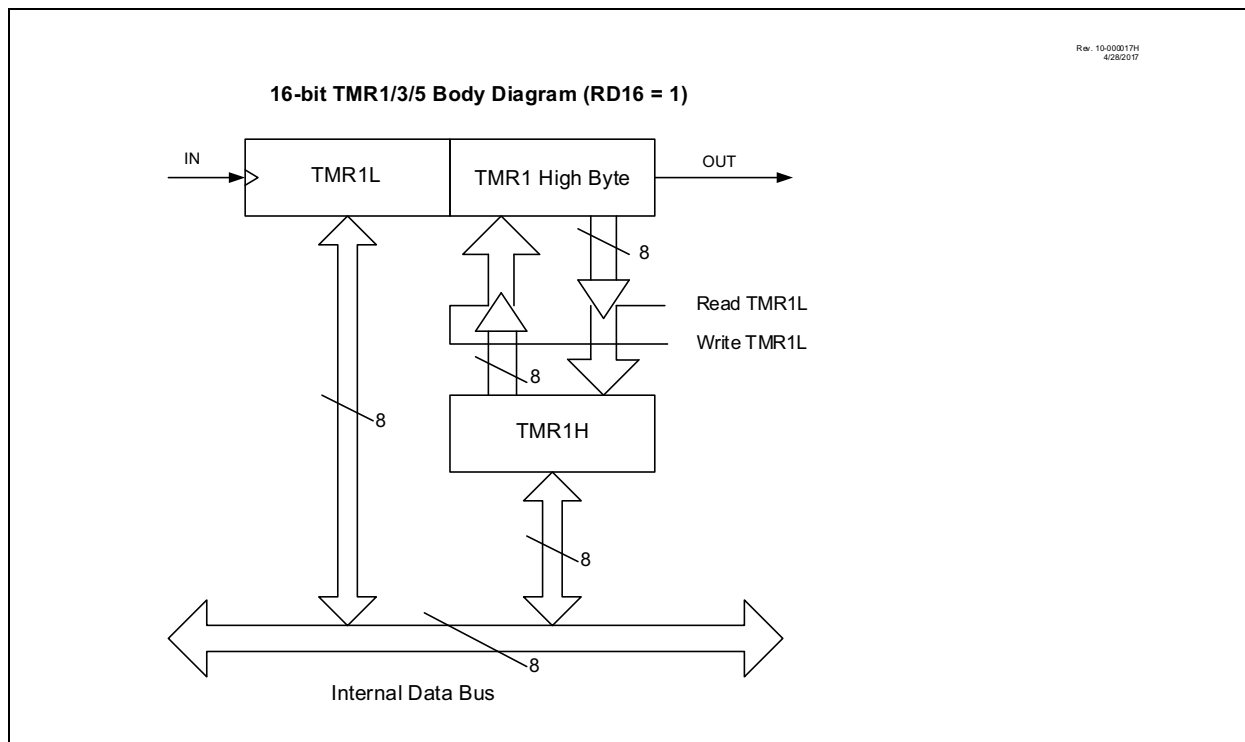 Rev. 10-000017H
4/28/2017
16-bit TMR1/3/5 Body Diagram (RD16 = 1)
IN
TMR1L
TMR1 High Byte
OUT
8
Read TMR1L
Write TMR1L
8
8
TMR1H
8
8
Internal Data Bus